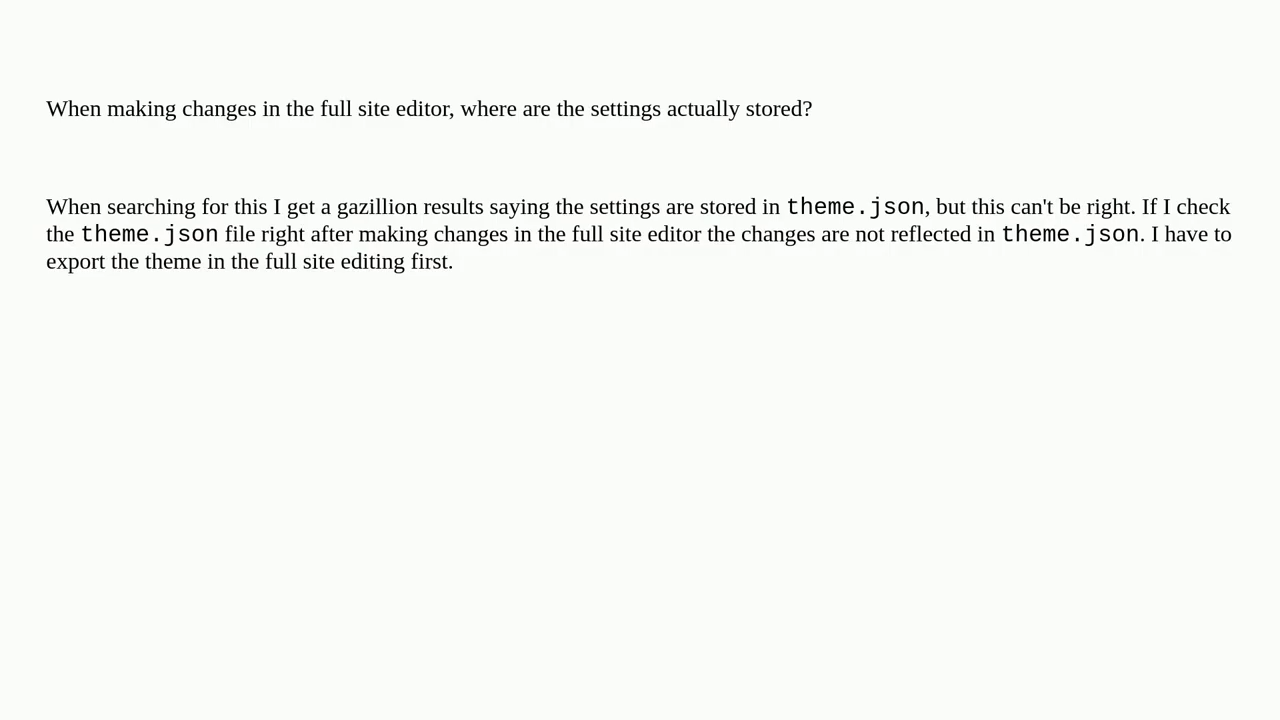 When making changes in the full site editor, where are the settings actually stored?
When searching for this I get a gazillion results saying the settings are stored in theme.json, but this can't be right. If I check
the theme.json file right after making changes in the full site editor the changes are not reflected in theme.json. I have to
export the theme in the full site editing first.